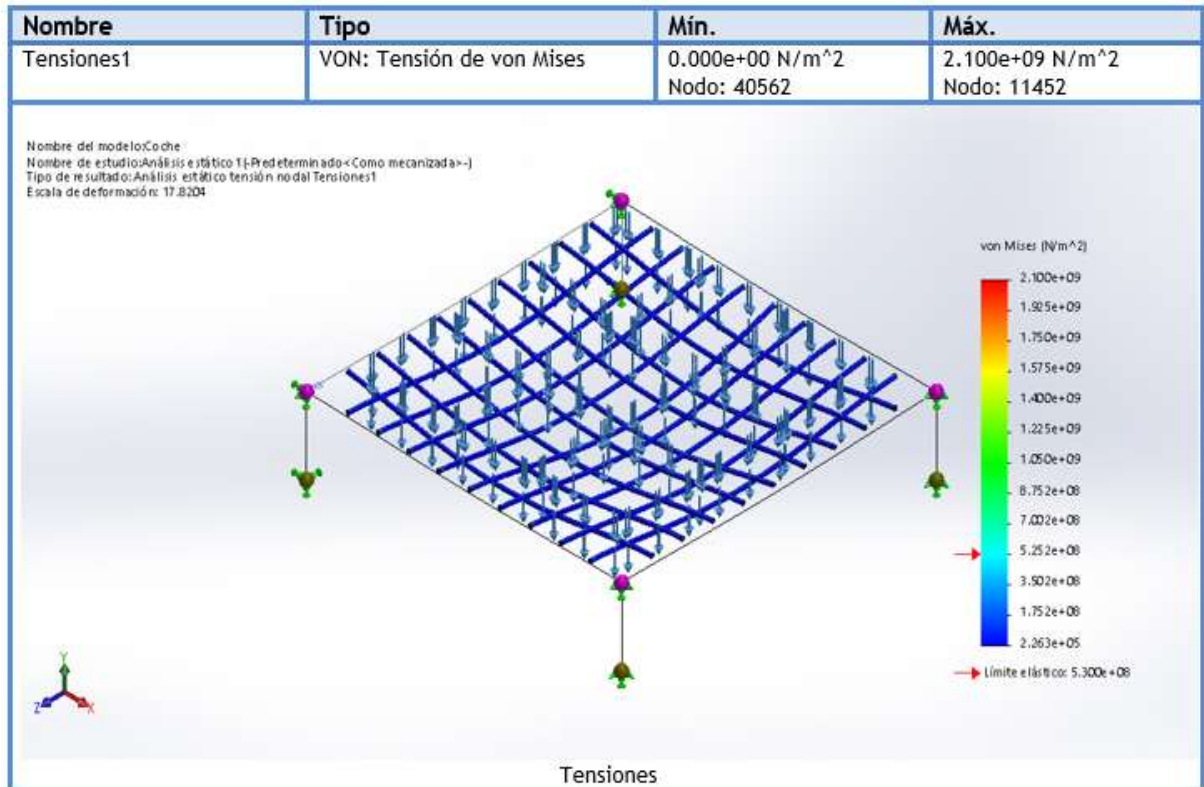 Nombre Tipo Mín. Máx.
Tensiones1 VON: Tensión de von Mises 0.000e+00 N/m^2 2.100e+09 N/m^2
Nodo: 40562 Nodo: 11452
Nombre del modelo:Coche
Nombre de estudio:Análisis estático 1(-Predeterminado<Como mecanizada>-)
Tipo de resultado: Análisis estático tensión nodal Tensiones1
Escala de deformación: 17.8204
von Mises (N/m^2)
2.100e+09
1.925e+09
1.750e+09
1.575e+09
1.400e+09
1.225e+09
1.050e+09
8.752e+08
7.002e+08
5.252e+08
3.502e+08
1.752e+08
2.263e+05
Límite elástico: 5.300e+08
Y
Z
X
Tensiones